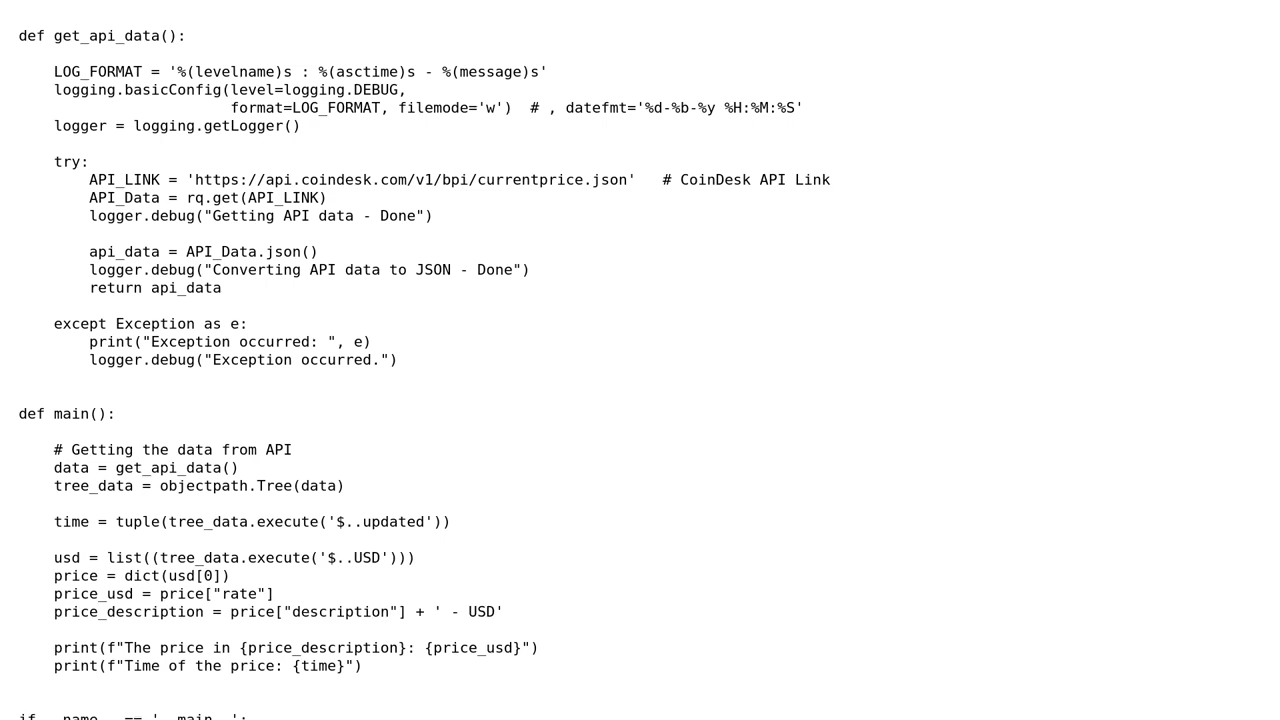 def get_api_data():
    LOG_FORMAT = '%(levelname)s : %(asctime)s - %(message)s'
    logging.basicConfig(level=logging.DEBUG,
                        format=LOG_FORMAT, filemode='w')  # , datefmt='%d-%b-%y %H:%M:%S'
    logger = logging.getLogger()
    try:
        API_LINK = 'https://api.coindesk.com/v1/bpi/currentprice.json'   # CoinDesk API Link
        API_Data = rq.get(API_LINK)
        logger.debug("Getting API data - Done")
        api_data = API_Data.json()
        logger.debug("Converting API data to JSON - Done")
        return api_data
    except Exception as e:
        print("Exception occurred: ", e)
        logger.debug("Exception occurred.")
def main():
    # Getting the data from API
    data = get_api_data()
    tree_data = objectpath.Tree(data)
    time = tuple(tree_data.execute('$..updated'))
    usd = list((tree_data.execute('$..USD')))
    price = dict(usd[0])
    price_usd = price["rate"]
    price_description = price["description"] + ' - USD'
    print(f"The price in {price_description}: {price_usd}")
    print(f"Time of the price: {time}")
if __name__ == '__main__':